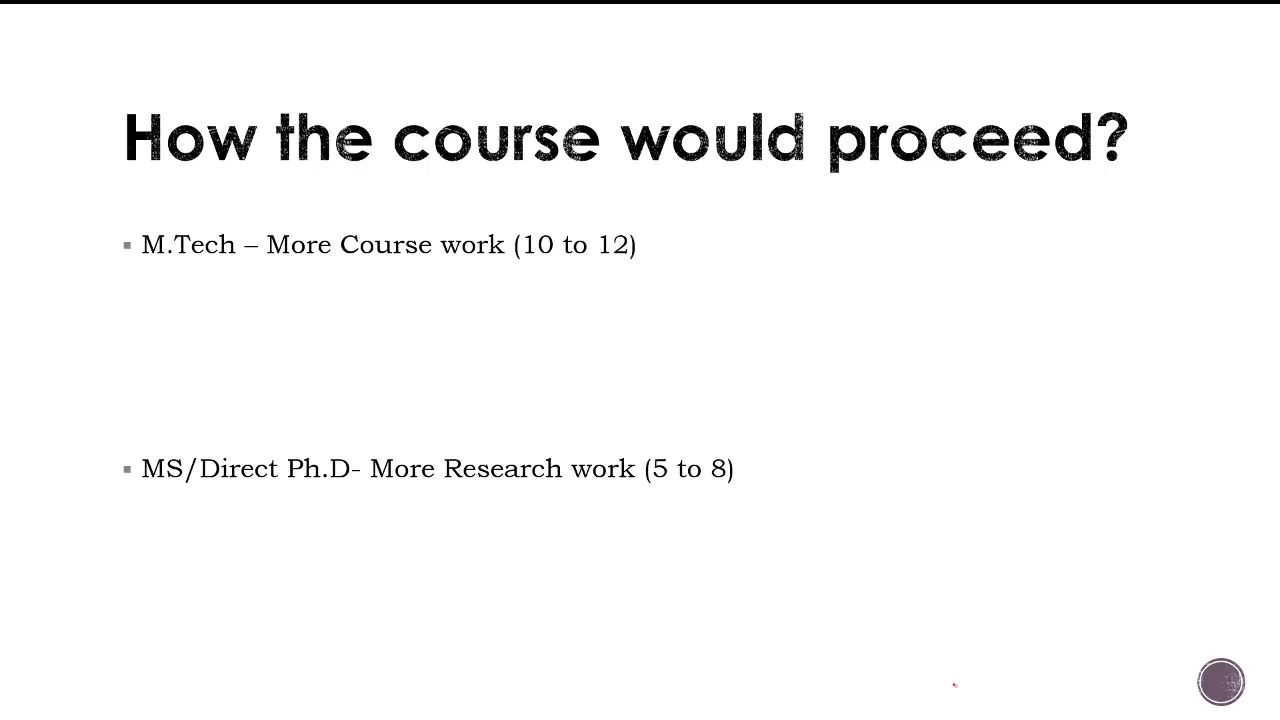 How the course would proceed?
M.Tech – More Course work (10 to 12)
MS/Direct Ph.D- More Research work (5 to 8)